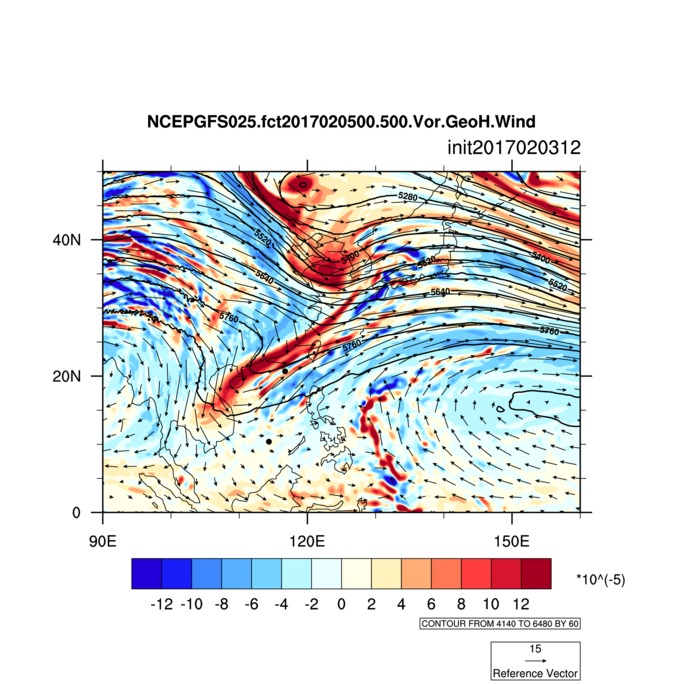 NCEPGFS025.fct2017020500.500.Vor.GeoH.Wind
init2017020312
5280
5520
5400
40N
5520
5400
5640
5640
5520
5760
5760
5760
20N
0
90E 120E 150E
-12 -10 -8 -6 -4 -2 0 2 4 6 8 10 12
*10^(-5)
CONTOUR FROM 4140 TO 6480 BY 60
15
Reference Vector